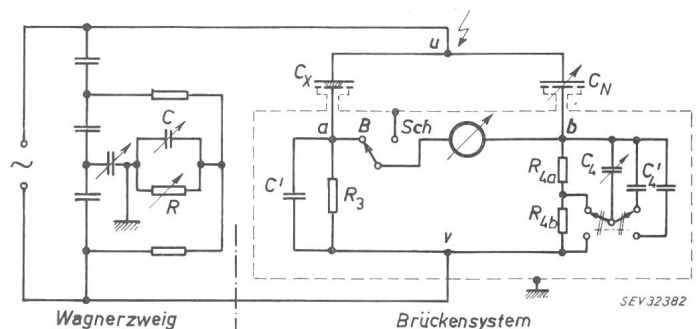 u
C_X
C_N
a
B
Sch
b
C
R
~
C'
R_3
R_4a
C_4
C'_4
R_4b
v
SEV32382
Wagnerzweig
Brückensystem